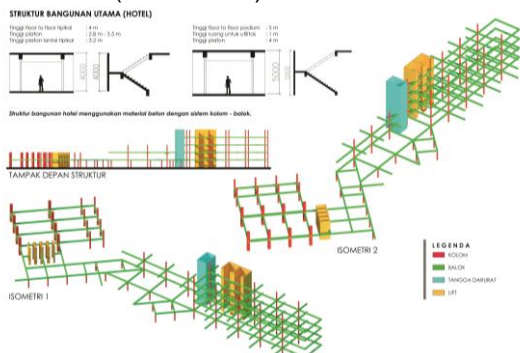 STRUKTUR BANGUNAN UTAMA (HOTEL)
Tinggi floor to floor tipikal : 4 m
Tinggi plafon : 2.8 m - 3.5 m
Tinggi plafon lantai tipikal : 3.2 m
Tinggi floor to floor podium : 5 m
Tinggi ruang untuk utilitas : 1 m
Tinggi plafon : 4 m
4000
4000
5000
Struktur bangunan hotel menggunakan material beton dengan sistem kolom - balok.
TAMPAK DEPAN STRUKTUR
ISOMETRI 2
ISOMETRI 1
LEGENDA
KOLOM
BALOK
TANGGA DARURAT
LIFT